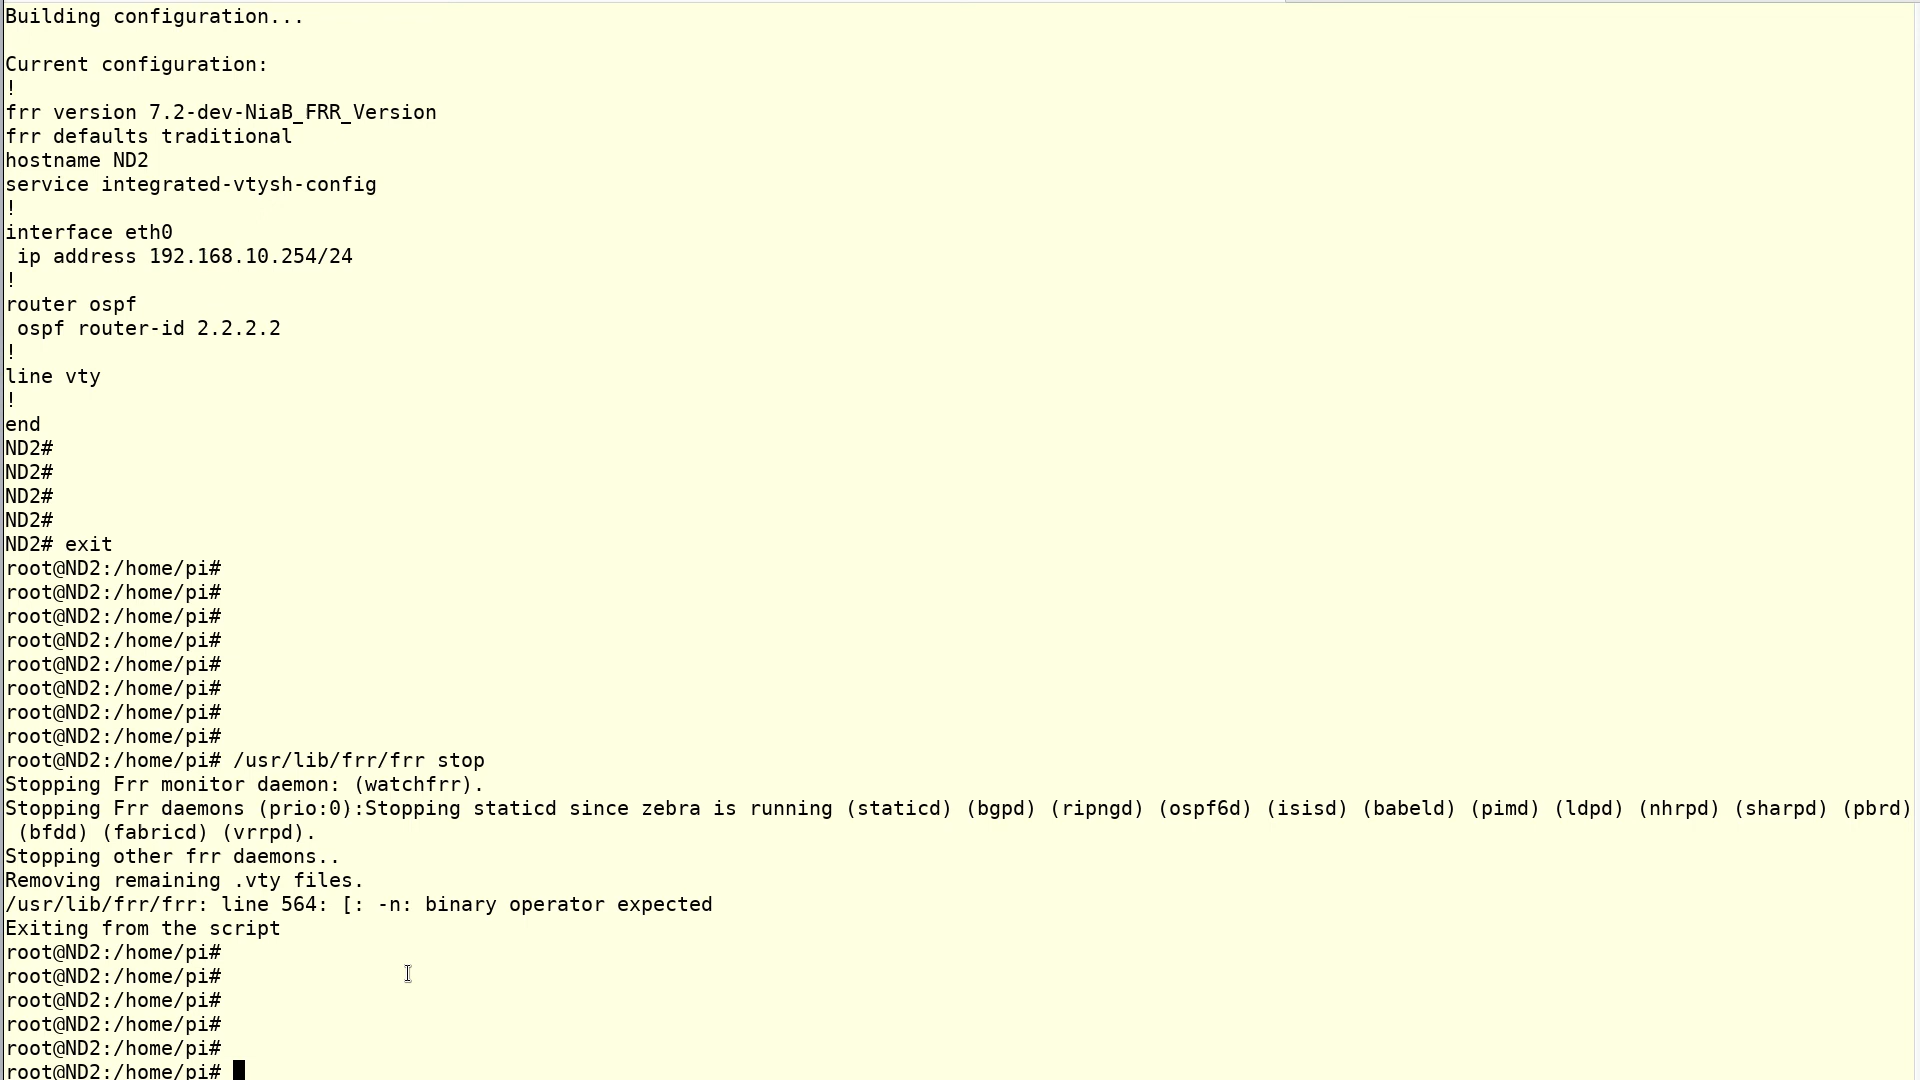 Building configuration...

Current configuration:
!
frr version 7.2-dev-NiaB_FRR_Version
frr defaults traditional
hostname ND2
service integrated-vtysh-config
!
interface eth0
 ip address 192.168.10.254/24
!
router ospf
 ospf router-id 2.2.2.2
!
line vty
!
end
ND2#
ND2#
ND2#
ND2#
ND2# exit
root@ND2:/home/pi#
root@ND2:/home/pi#
root@ND2:/home/pi#
root@ND2:/home/pi#
root@ND2:/home/pi#
root@ND2:/home/pi#
root@ND2:/home/pi#
root@ND2:/home/pi#
root@ND2:/home/pi# /usr/lib/frr/frr stop
Stopping Frr monitor daemon: (watchfrr).
Stopping Frr daemons (prio:0):Stopping staticd since zebra is running (staticd) (bgpd) (ripngd) (ospf6d) (isisd) (babeld) (pimd) (ldpd) (nhrpd) (sharpd) (pbrd)
 (bfdd) (fabricd) (vrrpd).
Stopping other frr daemons..
Removing remaining .vty files.
/usr/lib/frr/frr: line 564: [: -n: binary operator expected
Exiting from the script
root@ND2:/home/pi#
root@ND2:/home/pi#
root@ND2:/home/pi#
root@ND2:/home/pi#
root@ND2:/home/pi#
root@ND2:/home/pi#